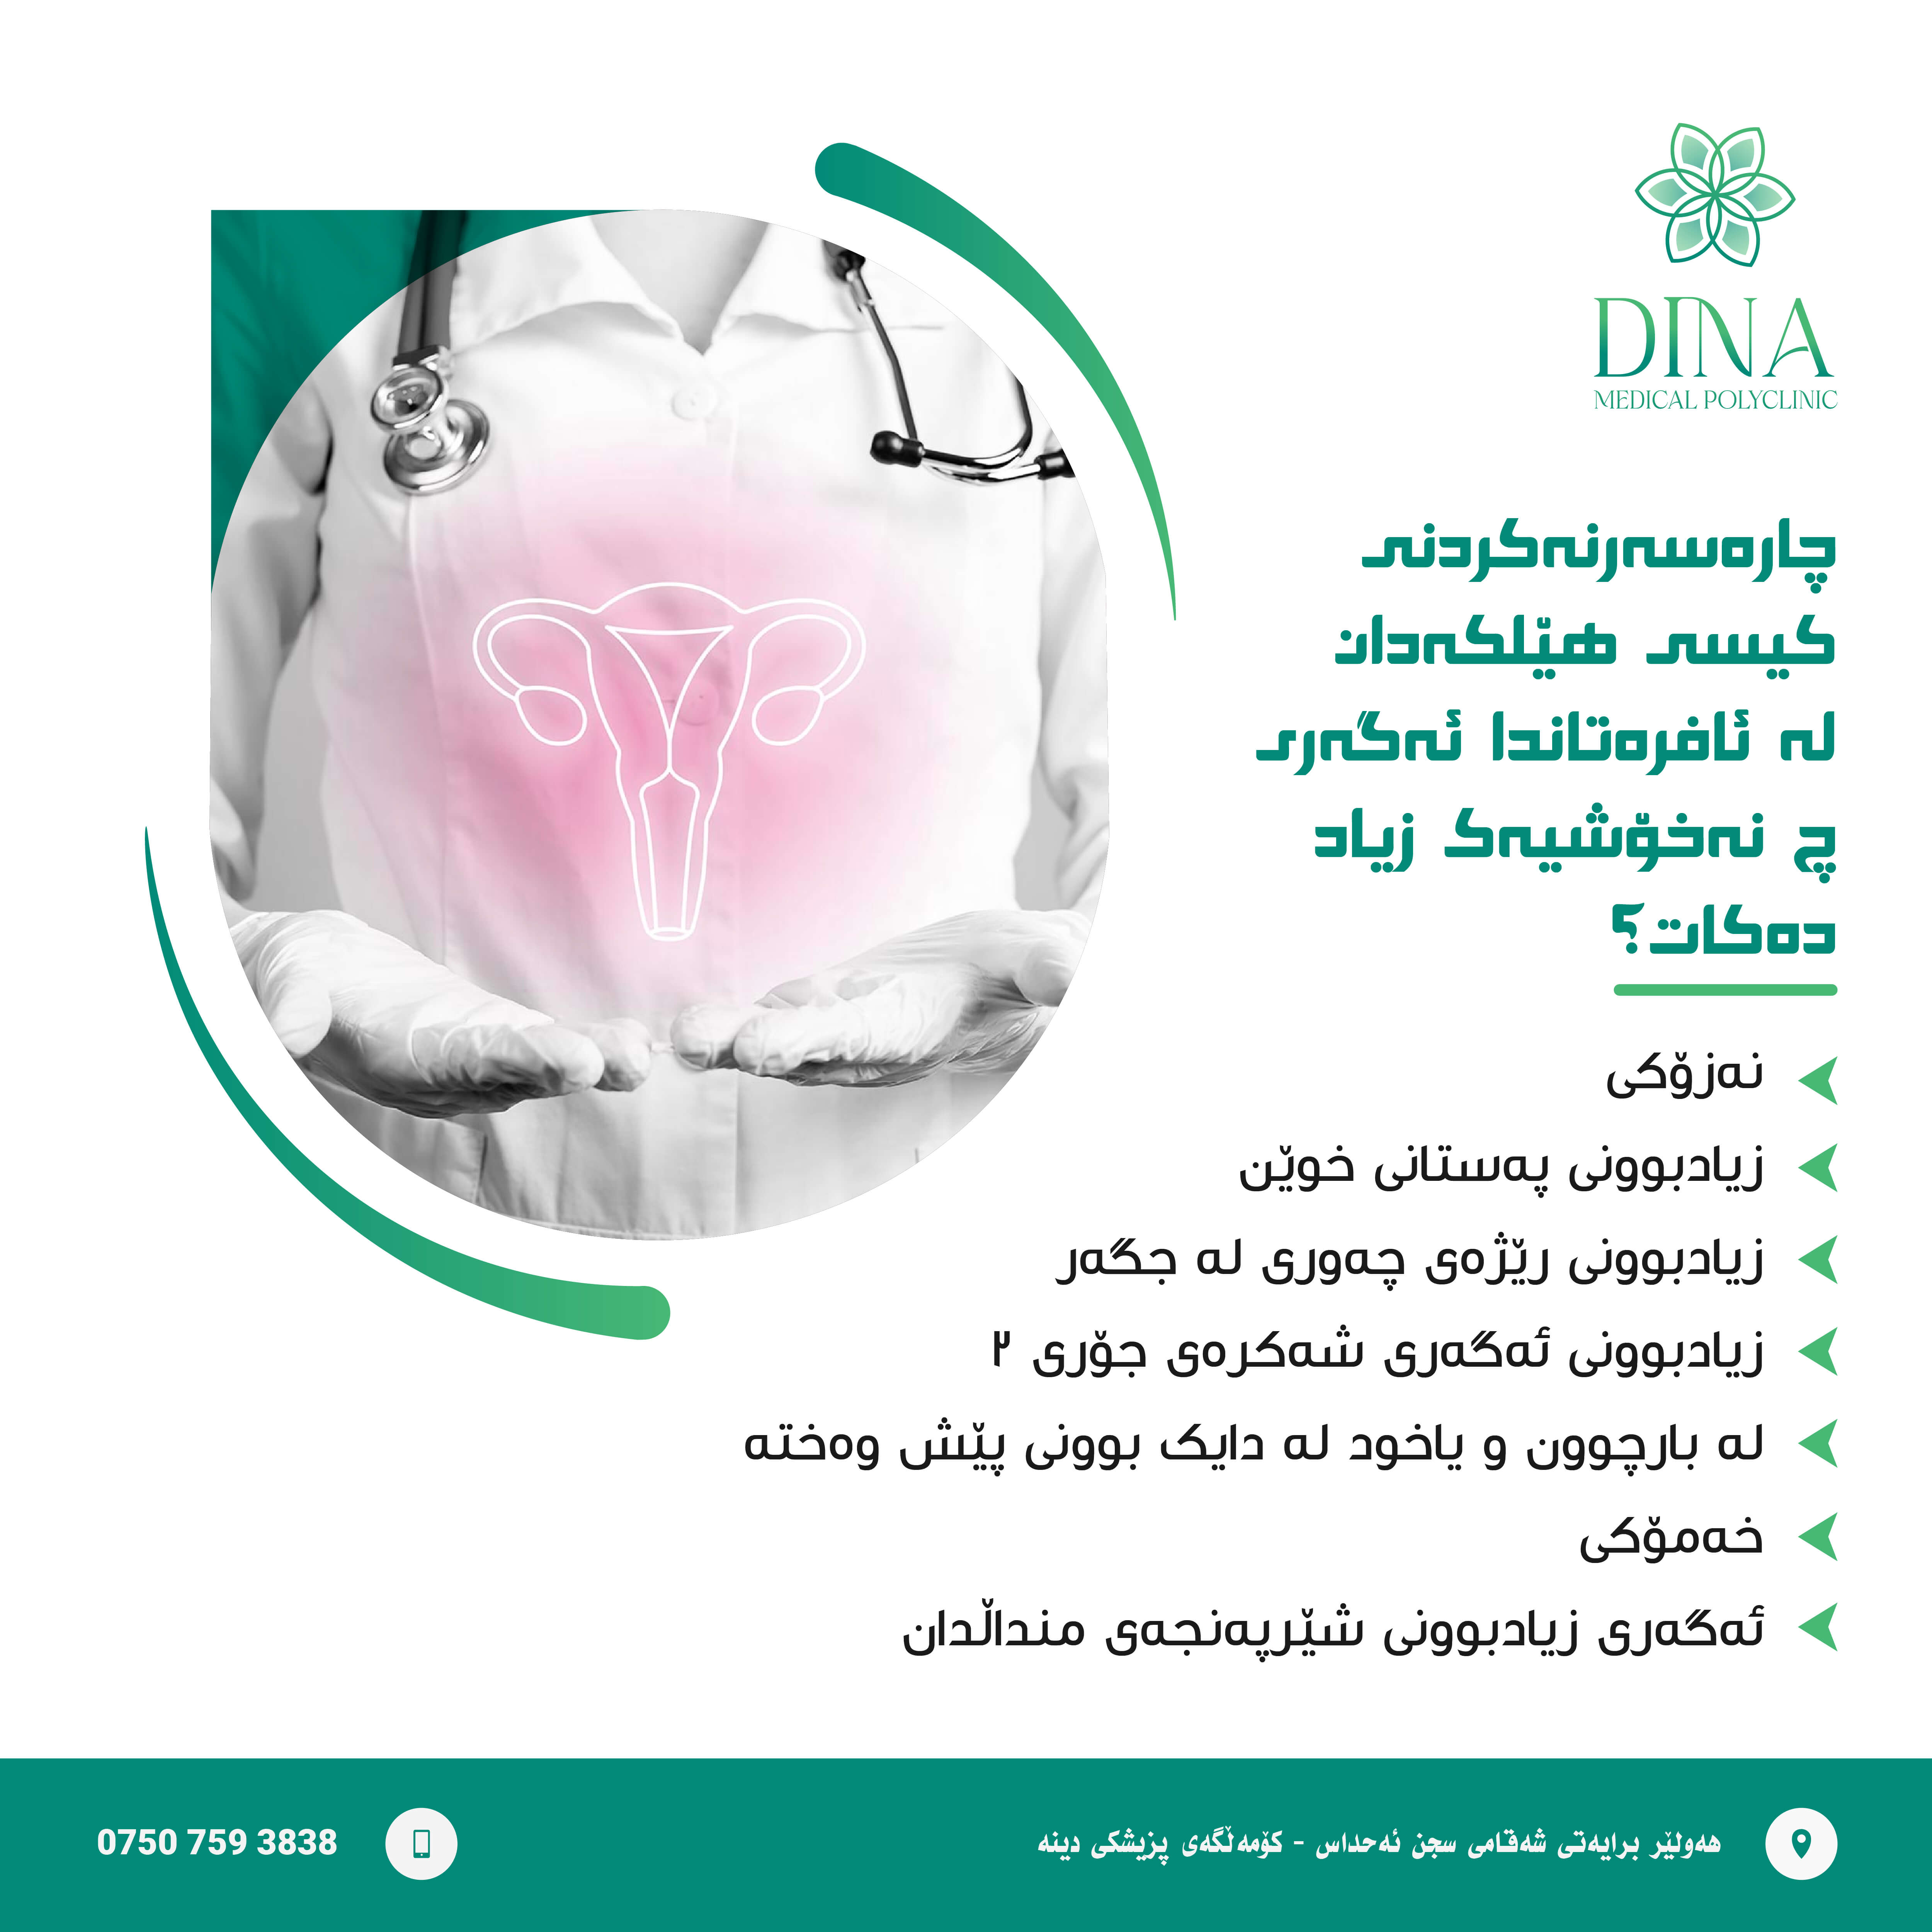 DINA
MEDICAL POLYCLINIC
چارەسەرنەکردنی
کیسی هێلکەدان
لە ئافرەتاندا ئەگەری
چ نەخۆشیەک زیاد
دەکات؟
نەزۆکی
زیادبوونی پەستانی خوێن
زیادبوونی رێژەی چەوری لە جگەر
زیادبوونی ئەگەری شەکرەی جۆری ٢
لە بارچوون و یاخود لە دایک بوونی پێش وەختە
خەمۆکی
ئەگەری زیادبوونی شێرپەنجەی منداڵدان
هەولێر برایەتی شەقامی سجن ئەحداس - کۆمەڵگەی پزیشکی دینە
0750 759 3838